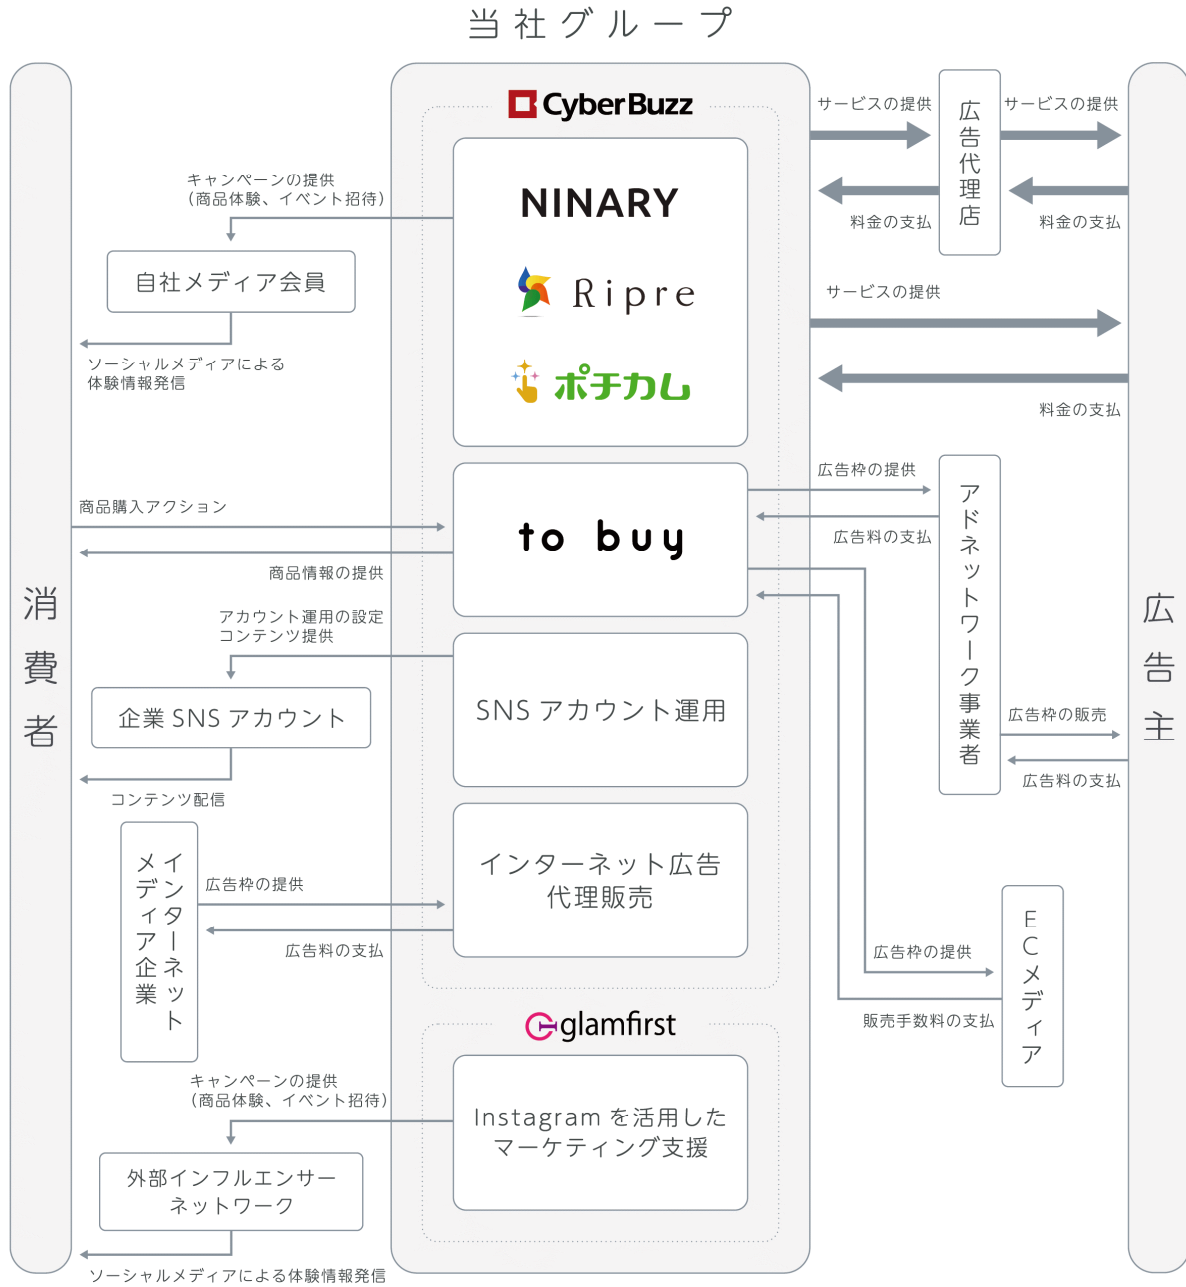 当社グループ
消費者
CyberBuzz
NINARY
Ripre
ポチカム
キャンペーンの提供
（商品体験、イベント招待）
自社メディア会員
ソーシャルメディアによる
体験情報発信
サービスの提供
広告代理店
サービスの提供
料金の支払
料金の支払
サービスの提供
料金の支払
広告主
商品購入アクション
商品情報の提供
to buy
広告枠の提供
広告料の支払
アドネットワーク事業者
広告枠の販売
広告料の支払
アカウント運用の設定
コンテンツ提供
企業 SNS アカウント
コンテンツ配信
SNS アカウント運用
インターネット
メディア企業
広告枠の提供
広告料の支払
インターネット広告
代理販売
広告枠の提供
販売手数料の支払
ECメディア
glamfirst
キャンペーンの提供
（商品体験、イベント招待）
Instagram を活用した
マーケティング支援
外部インフルエンサー
ネットワーク
ソーシャルメディアによる体験情報発信